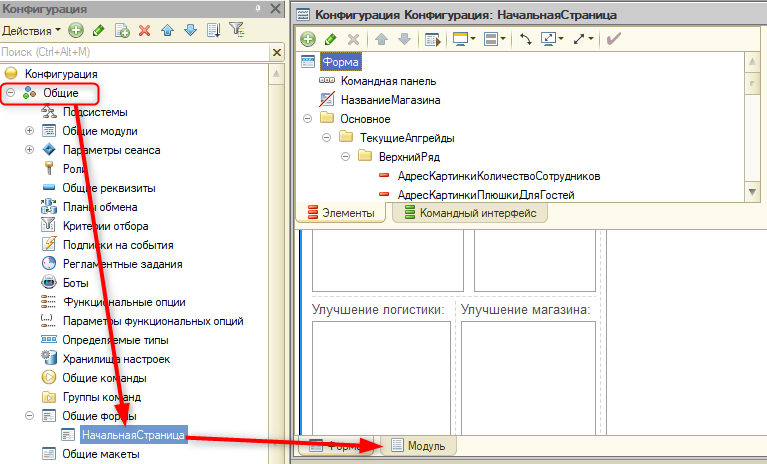 Конфигурация
Действия
Поиск (Ctrl+Alt+M)
Конфигурация
Общие
Подсистемы
Общие модули
Параметры сеанса
Роли
Общие реквизиты
Планы обмена
Критерии отбора
Подписки на события
Регламентные задания
Боты
Функциональные опции
Параметры функциональных опций
Определяемые типы
Хранилища настроек
Общие команды
Группы команд
Общие формы
НачальнаяСтраница
Общие макеты
Конфигурация Конфигурация: НачальнаяСтраница
Форма
Командная панель
НазваниеМагазина
Основное
ТекущиеАпгрейды
ВерхнийРяд
АдресКартинкиКоличествоСотрудников
АдресКартинкиПлюшкиДляГостей
Элементы
Командный интерфейс
Улучшение логистики:
Улучшение магазина:
Форма
Модуль